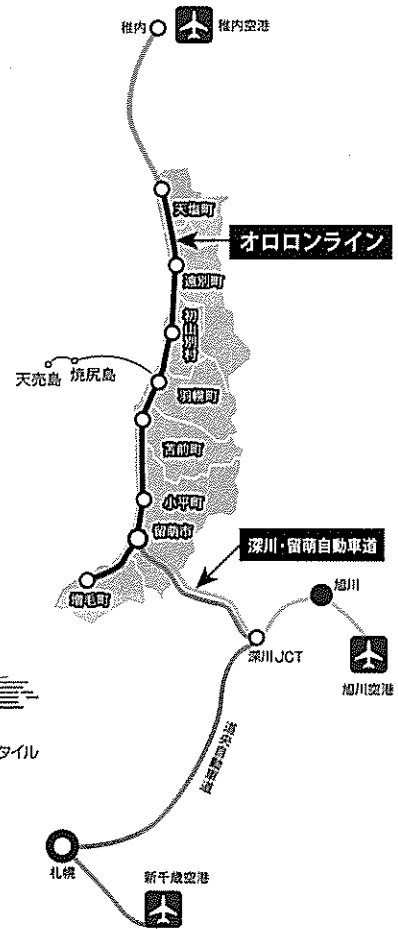 稚内
稚内空港
天塩町
オロロンライン
遠別町
初山別村
天売島
焼尻島
羽幌町
苫前町
小平町
留萌市
深川・留萌自動車道
増毛町
旭川
深川JCT
旭川空港
タイル
道央自動車道
札幌
新千歳空港